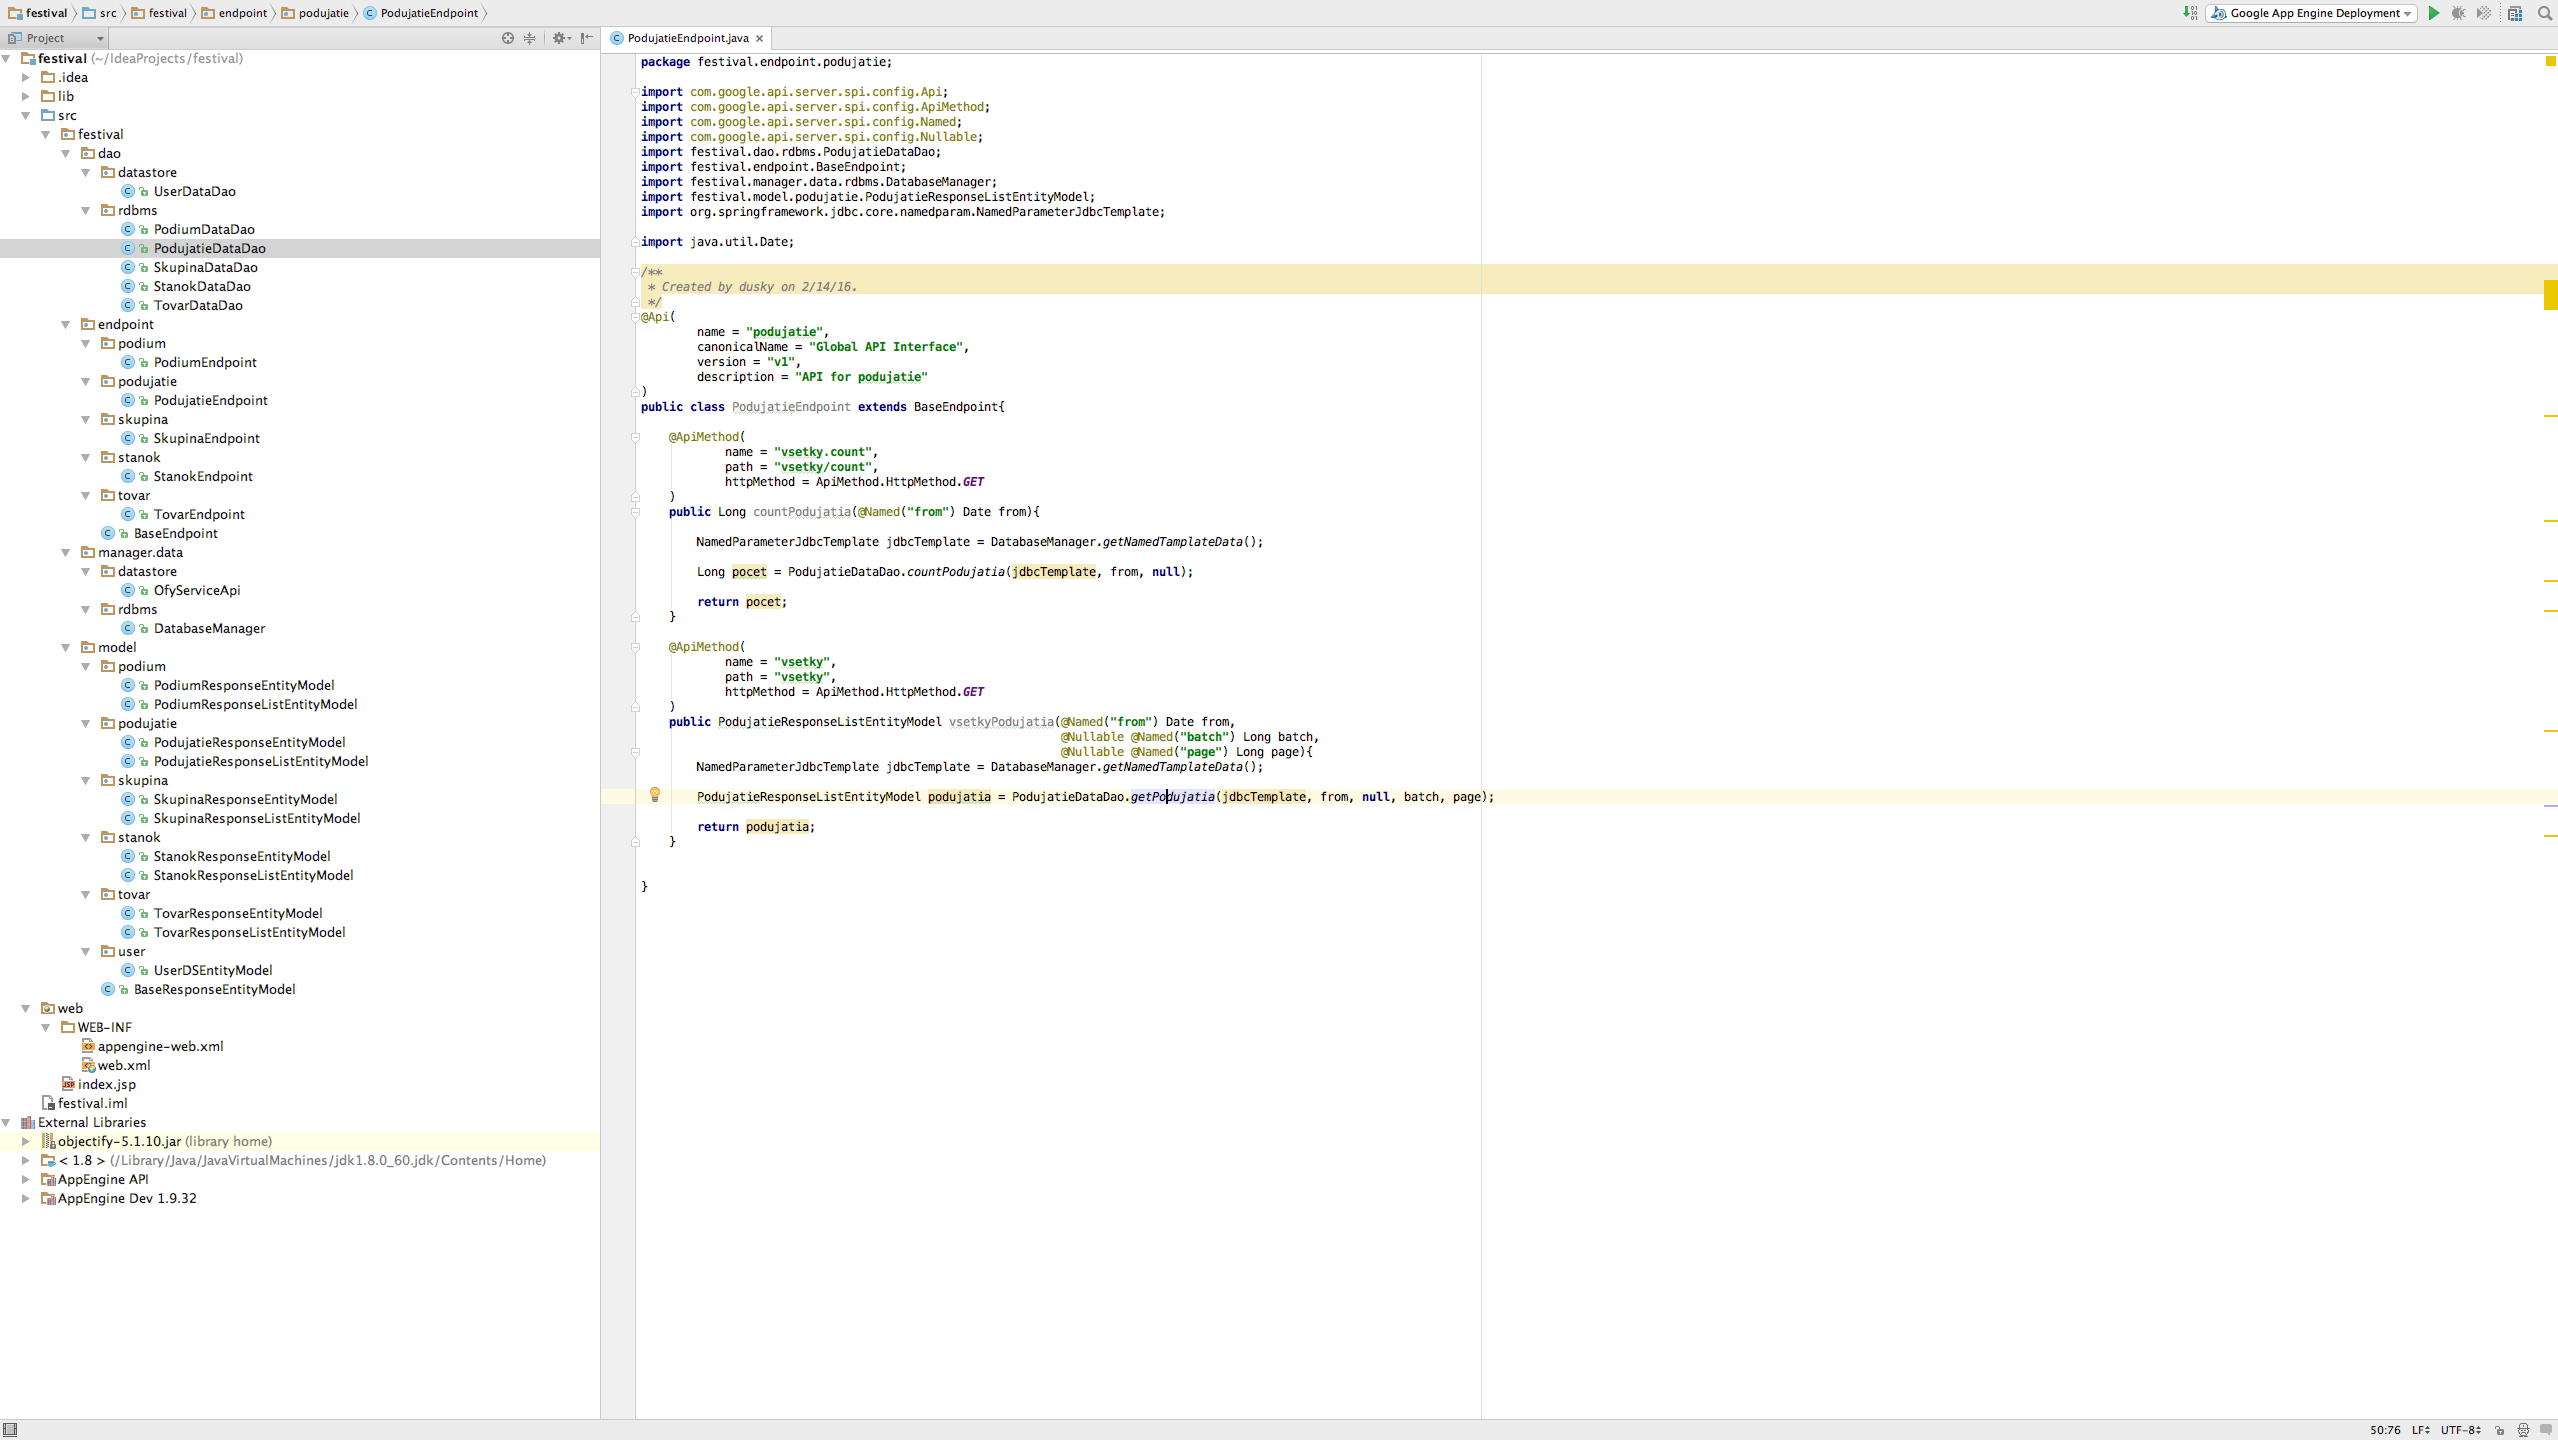 festival src festival endpoint podujatie PodujatieEndpoint
Google App Engine Deployment
Project
PodujatieEndpoint.java
festival (~/IdeaProjects/festival)
.idea
lib
src
festival
dao
datastore
UserDataDao
rdbms
PodiumDataDao
PodujatieDataDao
SkupinaDataDao
StanokDataDao
TovarDataDao
endpoint
podium
PodiumEndpoint
podujatie
PodujatieEndpoint
skupina
SkupinaEndpoint
stanok
StanokEndpoint
tovar
TovarEndpoint
BaseEndpoint
manager.data
datastore
OfyServiceApi
rdbms
DatabaseManager
model
podium
PodiumResponseEntityModel
PodiumResponseListEntityModel
podujatie
PodujatieResponseEntityModel
PodujatieResponseListEntityModel
skupina
SkupinaResponseEntityModel
SkupinaResponseListEntityModel
stanok
StanokResponseEntityModel
StanokResponseListEntityModel
tovar
TovarResponseEntityModel
TovarResponseListEntityModel
user
UserDSEntityModel
BaseResponseEntityModel
web
WEB-INF
appengine-web.xml
web.xml
index.jsp
festival.iml
External Libraries
objectify-5.1.10.jar (library home)
< 1.8 > (/Library/Java/JavaVirtualMachines/jdk1.8.0_60.jdk/Contents/Home)
AppEngine API
AppEngine Dev 1.9.32
package festival.endpoint.podujatie;
import com.google.api.server.spi.config.Api;
import com.google.api.server.spi.config.ApiMethod;
import com.google.api.server.spi.config.Named;
import com.google.api.server.spi.config.Nullable;
import festival.dao.rdbms.PodujatieDataDao;
import festival.endpoint.BaseEndpoint;
import festival.manager.data.rdbms.DatabaseManager;
import festival.model.podujatie.PodujatieResponseListEntityModel;
import org.springframework.jdbc.core.namedparam.NamedParameterJdbcTemplate;
import java.util.Date;
/**
* Created by dusky on 2/14/16.
*/
@Api(
name = "podujatie",
canonicalName = "Global API Interface",
version = "v1",
description = "API for podujatie"
)
public class PodujatieEndpoint extends BaseEndpoint{
@ApiMethod(
name = "vsetky.count",
path = "vsetky/count",
httpMethod = ApiMethod.HttpMethod.GET
)
public Long countPodujatia(@Named("from") Date from){
NamedParameterJdbcTemplate jdbcTemplate = DatabaseManager.getNamedTamplateData();
Long pocet = PodujatieDataDao.countPodujatia(jdbcTemplate, from, null);
return pocet;
}
@ApiMethod(
name = "vsetky",
path = "vsetky",
httpMethod = ApiMethod.HttpMethod.GET
)
public PodujatieResponseListEntityModel vsetkyPodujatia(@Named("from") Date from,
@Nullable @Named("batch") Long batch,
@Nullable @Named("page") Long page){
NamedParameterJdbcTemplate jdbcTemplate = DatabaseManager.getNamedTamplateData();
PodujatieResponseListEntityModel podujatia = PodujatieDataDao.getPodujatia(jdbcTemplate, from, null, batch, page);
return podujatia;
}
}
50:76 LF UTF-8